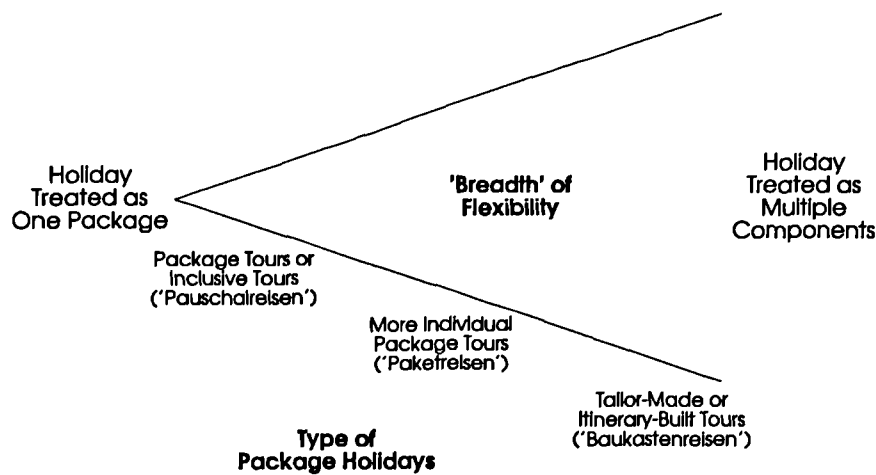 Holiday
Treated as
One Package
'Breadth' of
Flexibility
Holiday
Treated as
Multiple
Components
Package Tours or
Inclusive Tours
('Pauschalreisen')
More Individual
Package Tours
('Paketreisen')
Tailor-Made or
Itinerary-Built Tours
('Baukastenreisen')
Type of
Package Holidays